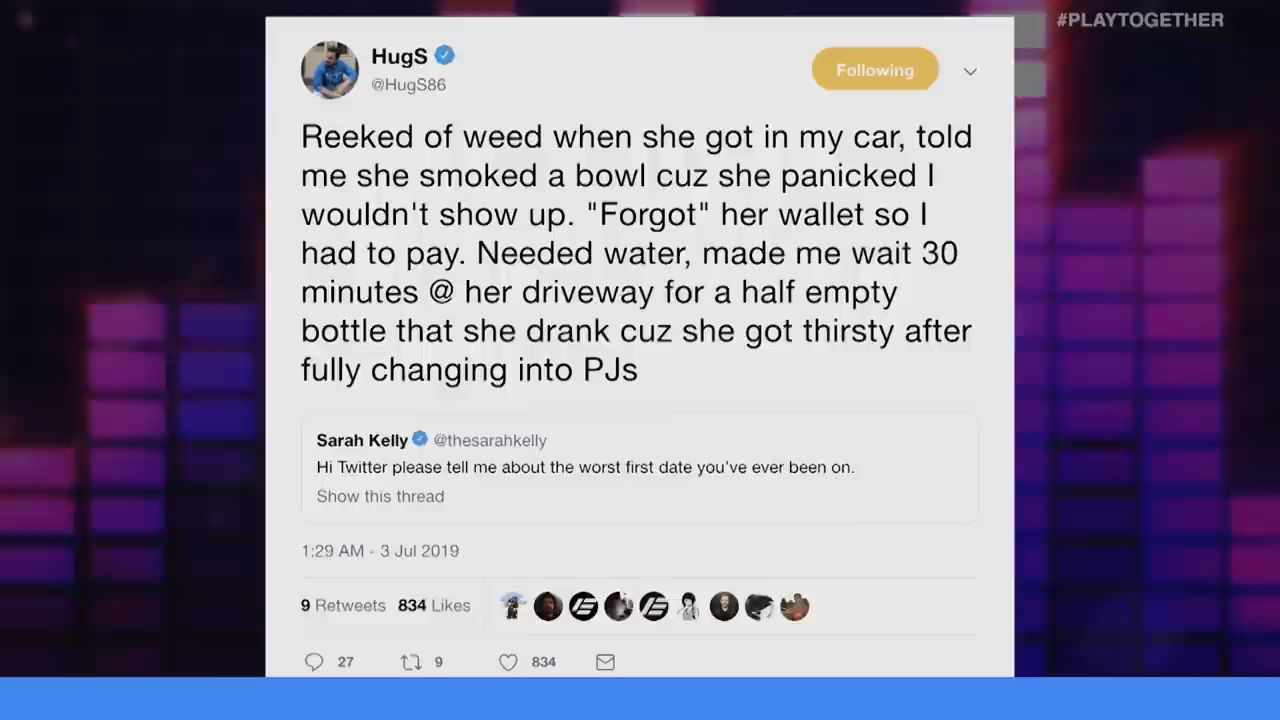 #PLAYTOGETHER
HugS
@HugS86
Following
Reeked of weed when she got in my car, told
me she smoked a bowl cuz she panicked I
wouldn't show up. "Forgot" her wallet so I
had to pay. Needed water, made me wait 30
minutes @ her driveway for a half empty
bottle that she drank cuz she got thirsty after
fully changing into PJs
Sarah Kelly @thesarahkelly
Hi Twitter please tell me about the worst first date you've ever been on.
Show this thread
1:29 AM - 3 Jul 2019
9 Retweets 834 Likes
27 9 834